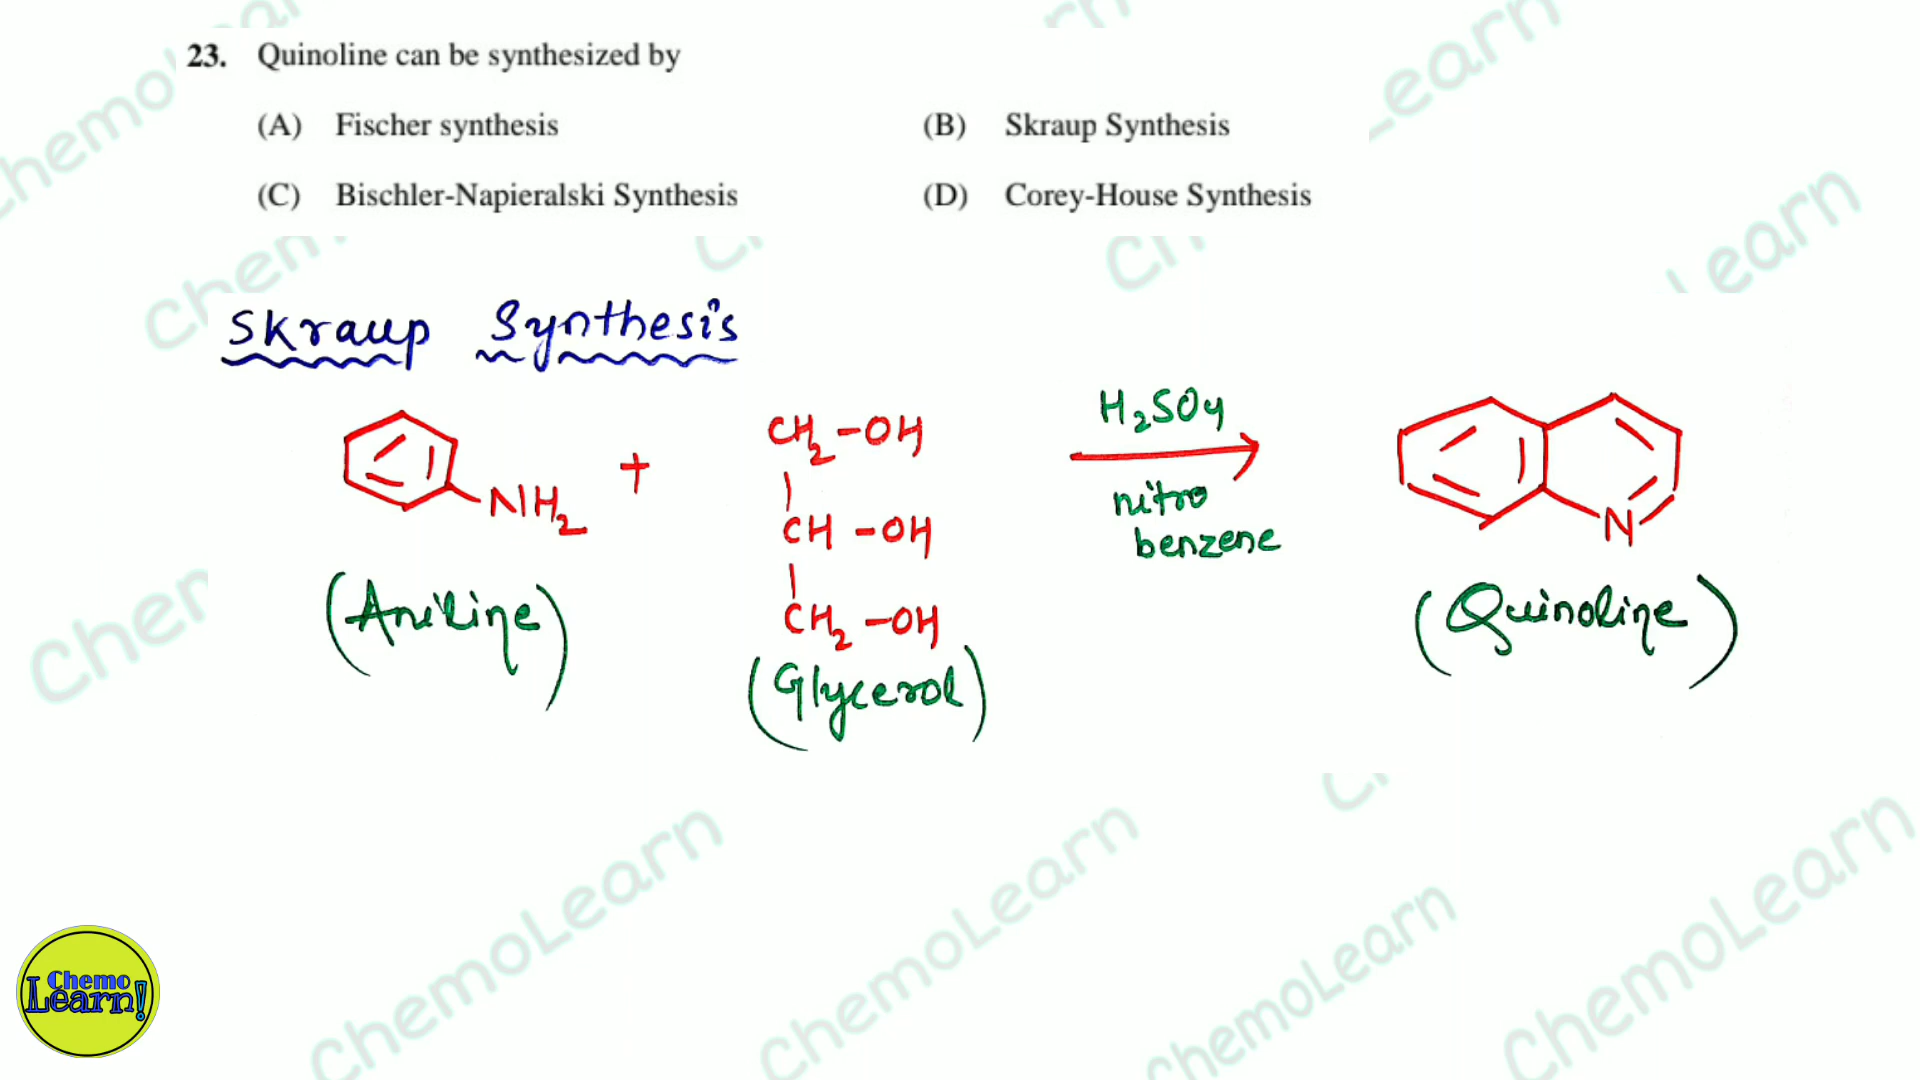 23. Quinoline can be synthesized by
(A) Fischer synthesis (B) Skraup Synthesis
(C) Bischler-Napieralski Synthesis (D) Corey-House Synthesis
Skraup Synthesis
NH2 + CH2-OH
CH-OH
CH2-OH
H2SO4
nitro
benzene
N
(Aniline)
(Glycerol)
(Quinoline)
ChemoLearn
ChemoLearn
ChemoLearn
ChemoLearn
Chemo
Learn!